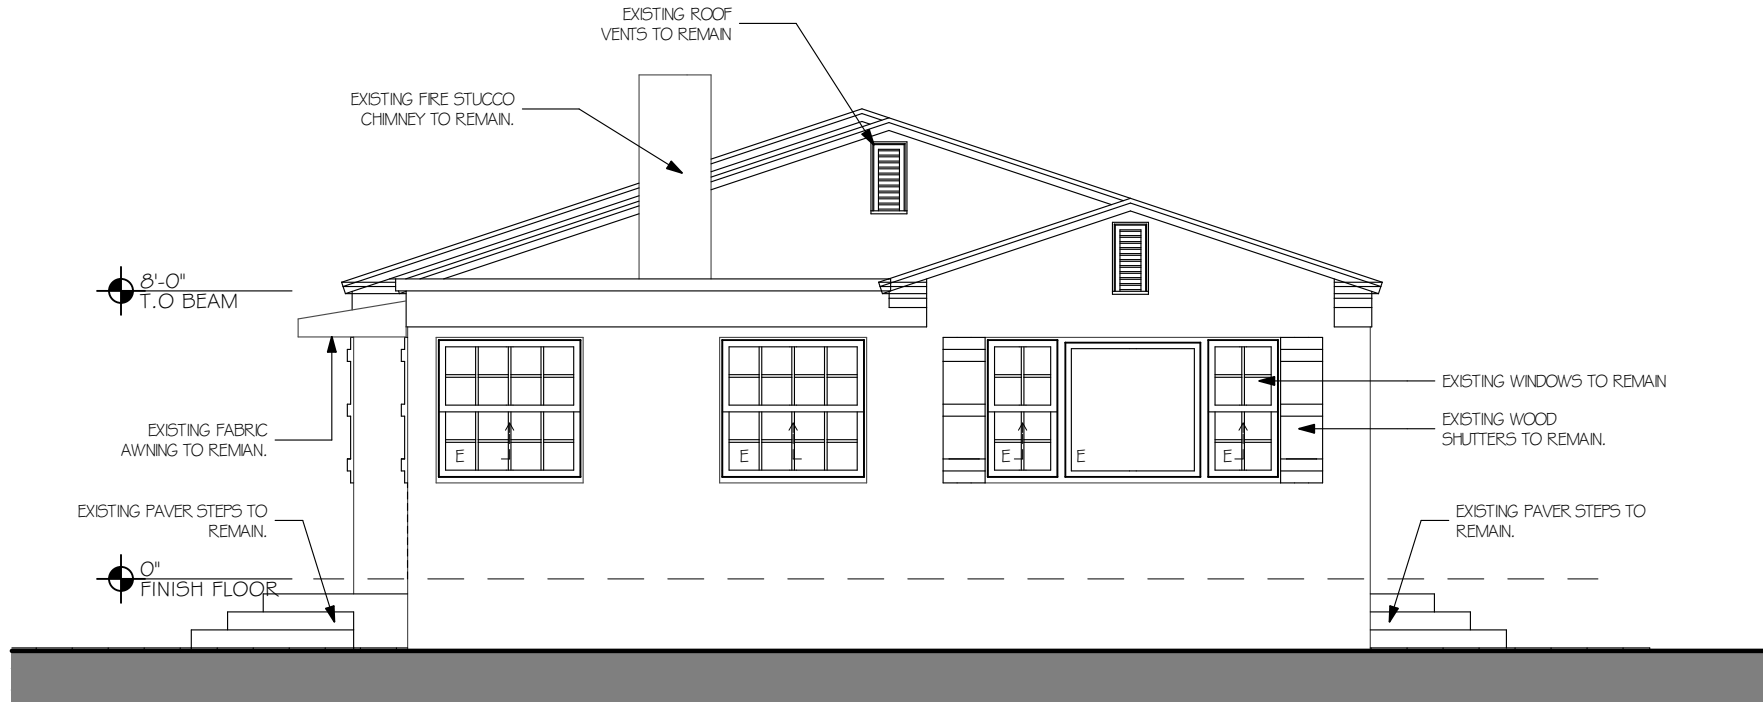 EXISTING ROOF
VENTS TO REMAIN
EXISTING FIRE STUCCO
CHIMNEY TO REMAIN.
8'-0"
T.O BEAM
EXISTING WINDOWS TO REMAIN
EXISTING WOOD
SHUTTERS TO REMAIN.
EXISTING FABRIC
AWNING TO REMIAN.
E
E
E
E
E
EXISTING PAVER STEPS TO
REMAIN.
EXISTING PAVER STEPS TO
REMAIN.
0"
FINISH FLOOR